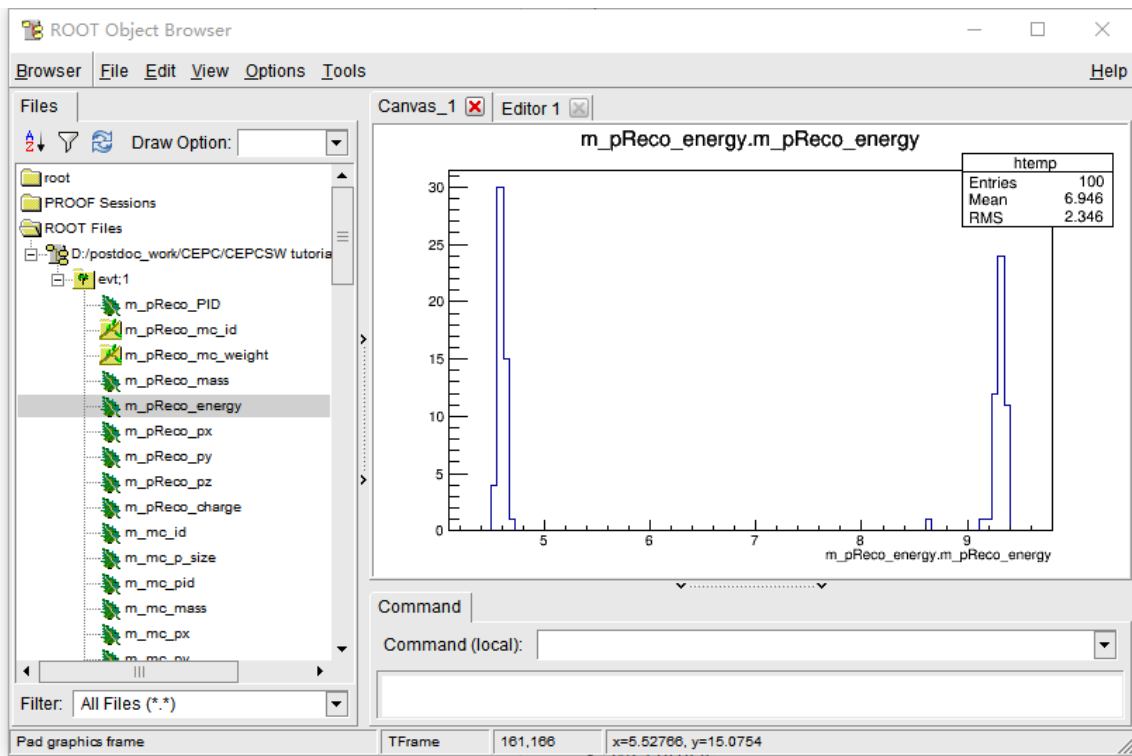 ROOT Object Browser
Browser File Edit View Options Tools Help
Files
Draw Option:
root
PROOF Sessions
ROOT Files
D:/postdoc_work/CEPC/CEPCSW tutoria
evt;1
m_pReco_PID
m_pReco_mc_id
m_pReco_mc_weight
m_pReco_mass
m_pReco_energy
m_pReco_px
m_pReco_py
m_pReco_pz
m_pReco_charge
m_mc_id
m_mc_p_size
m_mc_pid
m_mc_mass
m_mc_px
m_mc_py
Filter: All Files (*.*)
Canvas_1 Editor 1
m_pReco_energy.m_pReco_energy
htemp
Entries 100
Mean 6.946
RMS 2.346
30
25
20
15
10
5
0
5 6 7 8 9
m_pReco_energy.m_pReco_energy
Command
Command (local):
Pad graphics frame TFrame 161,166 x=5.52766, y=15.0754